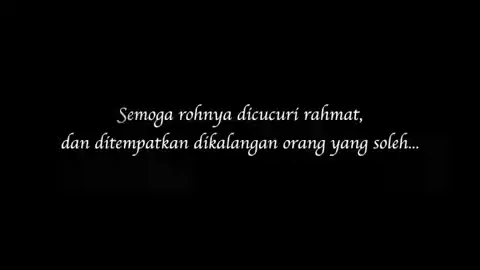 Semoga rohnya dicucuri rahmat,
dan ditempatkan dikalangan orang yang soleh...